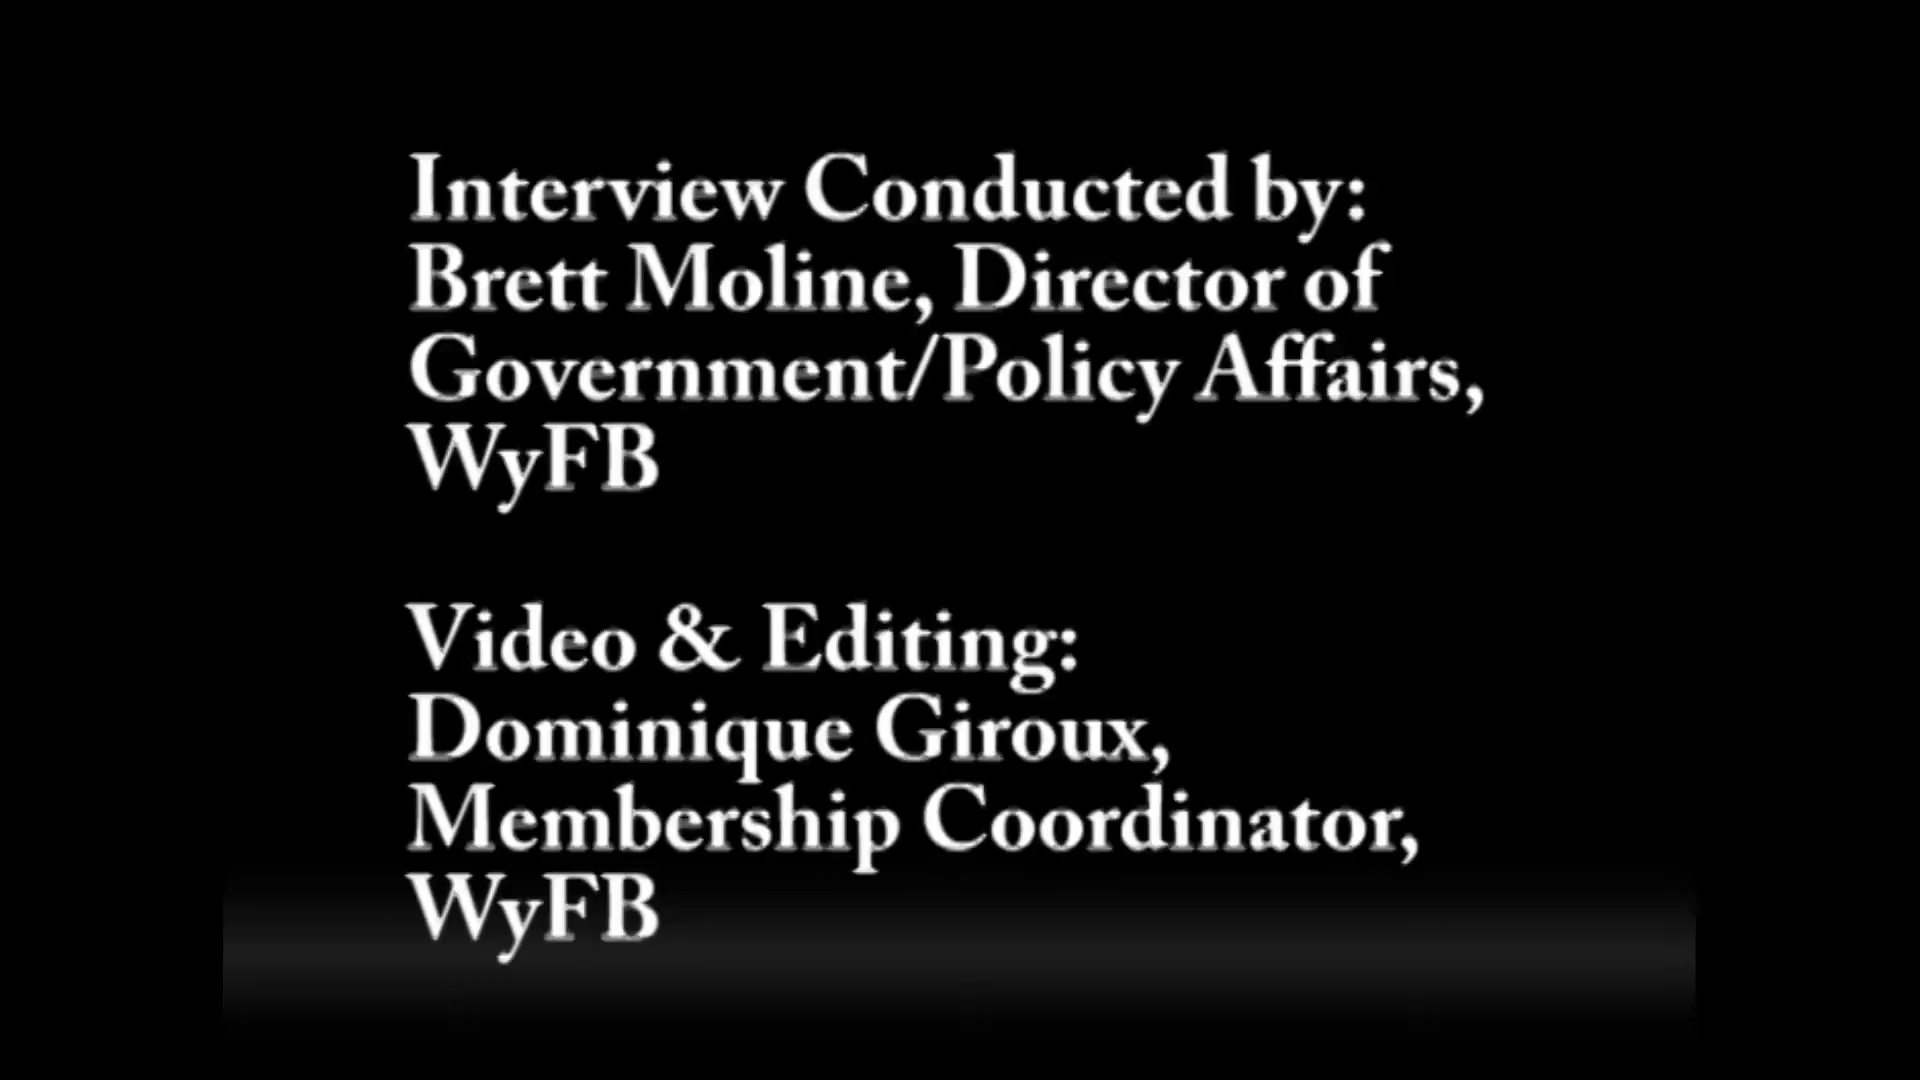 Interview Conducted by:
Brett Moline, Director of
Government/Policy Affairs,
WyFB
Video & Editing:
Dominique Giroux,
Membership Coordinator,
WyFB